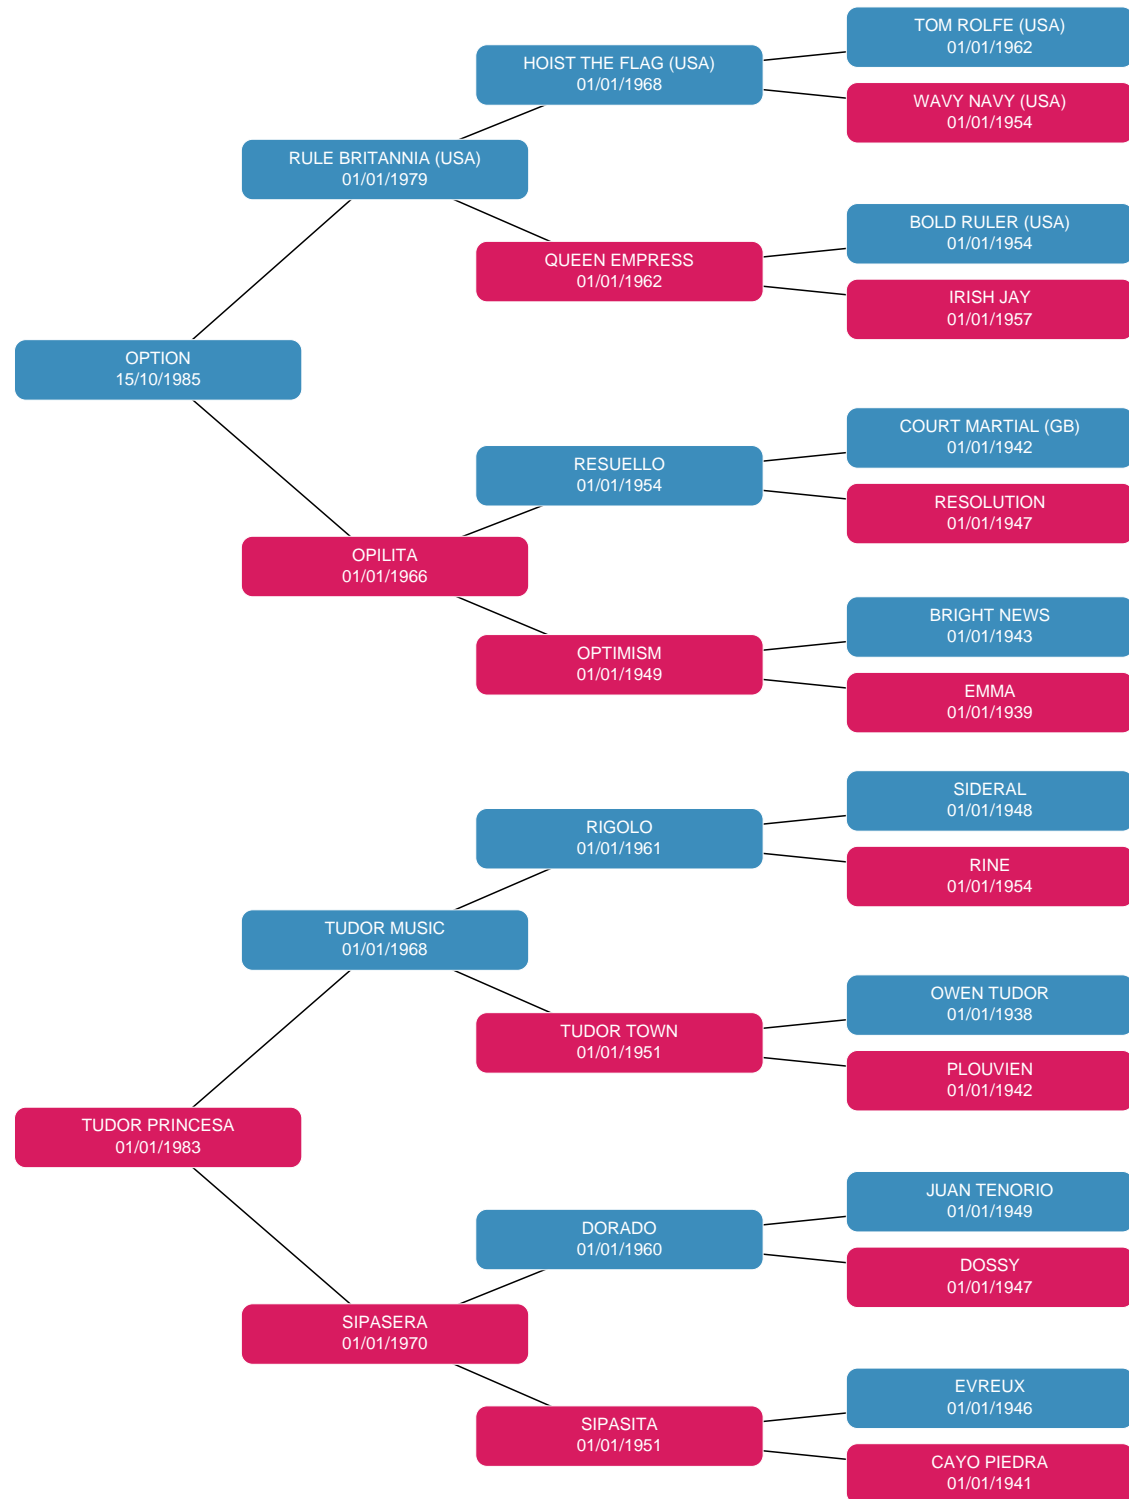 TOM ROLFE (USA)
01/01/1962
HOIST THE FLAG (USA)
01/01/1968
WAVY NAVY (USA)
01/01/1954
RULE BRITANNIA (USA)
01/01/1979
BOLD RULER (USA)
01/01/1954
QUEEN EMPRESS
01/01/1962
IRISH JAY
01/01/1957
OPTION
15/10/1985
COURT MARTIAL (GB)
01/01/1942
RESUELLO
01/01/1954
RESOLUTION
01/01/1947
OPILITA
01/01/1966
BRIGHT NEWS
01/01/1943
OPTIMISM
01/01/1949
EMMA
01/01/1939
SIDERAL
01/01/1948
RIGOLO
01/01/1961
RINE
01/01/1954
TUDOR MUSIC
01/01/1968
OWEN TUDOR
01/01/1938
TUDOR TOWN
01/01/1951
PLOUVIEN
01/01/1942
TUDOR PRINCESA
01/01/1983
JUAN TENORIO
01/01/1949
DORADO
01/01/1960
DOSSY
01/01/1947
SIPASERA
01/01/1970
EVREUX
01/01/1946
SIPASITA
01/01/1951
CAYO PIEDRA
01/01/1941